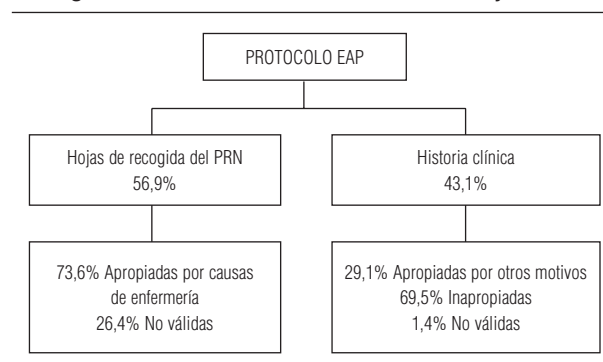 PROTOCOLO EAP
Hojas de recogida del PRN
56,9%
Historia clínica
43,1%
73,6% Apropiadas por causas
de enfermería
26,4% No válidas
29,1% Apropiadas por otros motivos
69,5% Inapropiadas
1,4% No válidas